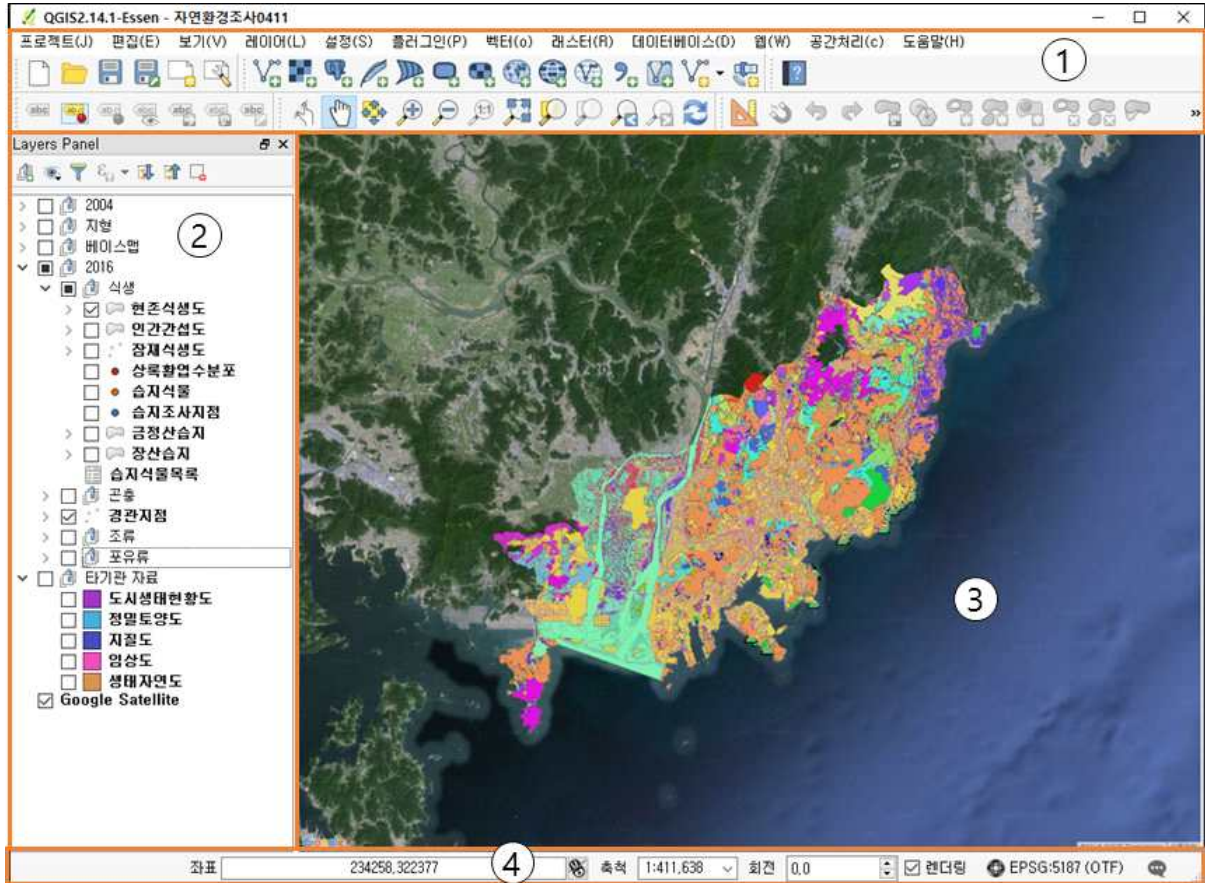 QGIS2.14.1-Essen - 자연환경조사0411
프로젝트(J) 편집(E) 보기(V) 레이어(L) 설정(S) 플러그인(P) 벡터(o) 래스터(R) 데이터베이스(D) 웹(W) 공간처리(c) 도움말(H)
①
Layers Panel
②
2004
지형
베이스맵
2016
식생
현존식생도
인간간섭도
잠재식생도
상록활엽수분포
습지식물
습지조사지점
금정산습지
장산습지
습지식물목록
곤충
경관지점
조류
포유류
타기관 자료
도시생태현황도
정밀토양도
지질도
임상도
생태자연도
Google Satellite
③
좌표 234258,322377 ④ 축척 1:411,638 회전 0,0 렌더링 EPSG:5187 (OTF)